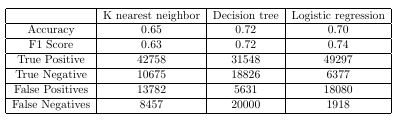 K nearest neighbor Decision tree Logistic regression
Accuracy 0.65 0.72 0.70
F1 Score 0.63 0.72 0.74
True Positive 42758 31548 49297
True Negative 10675 18826 6377
False Positives 13782 5631 18080
False Negatives 8457 20000 1918